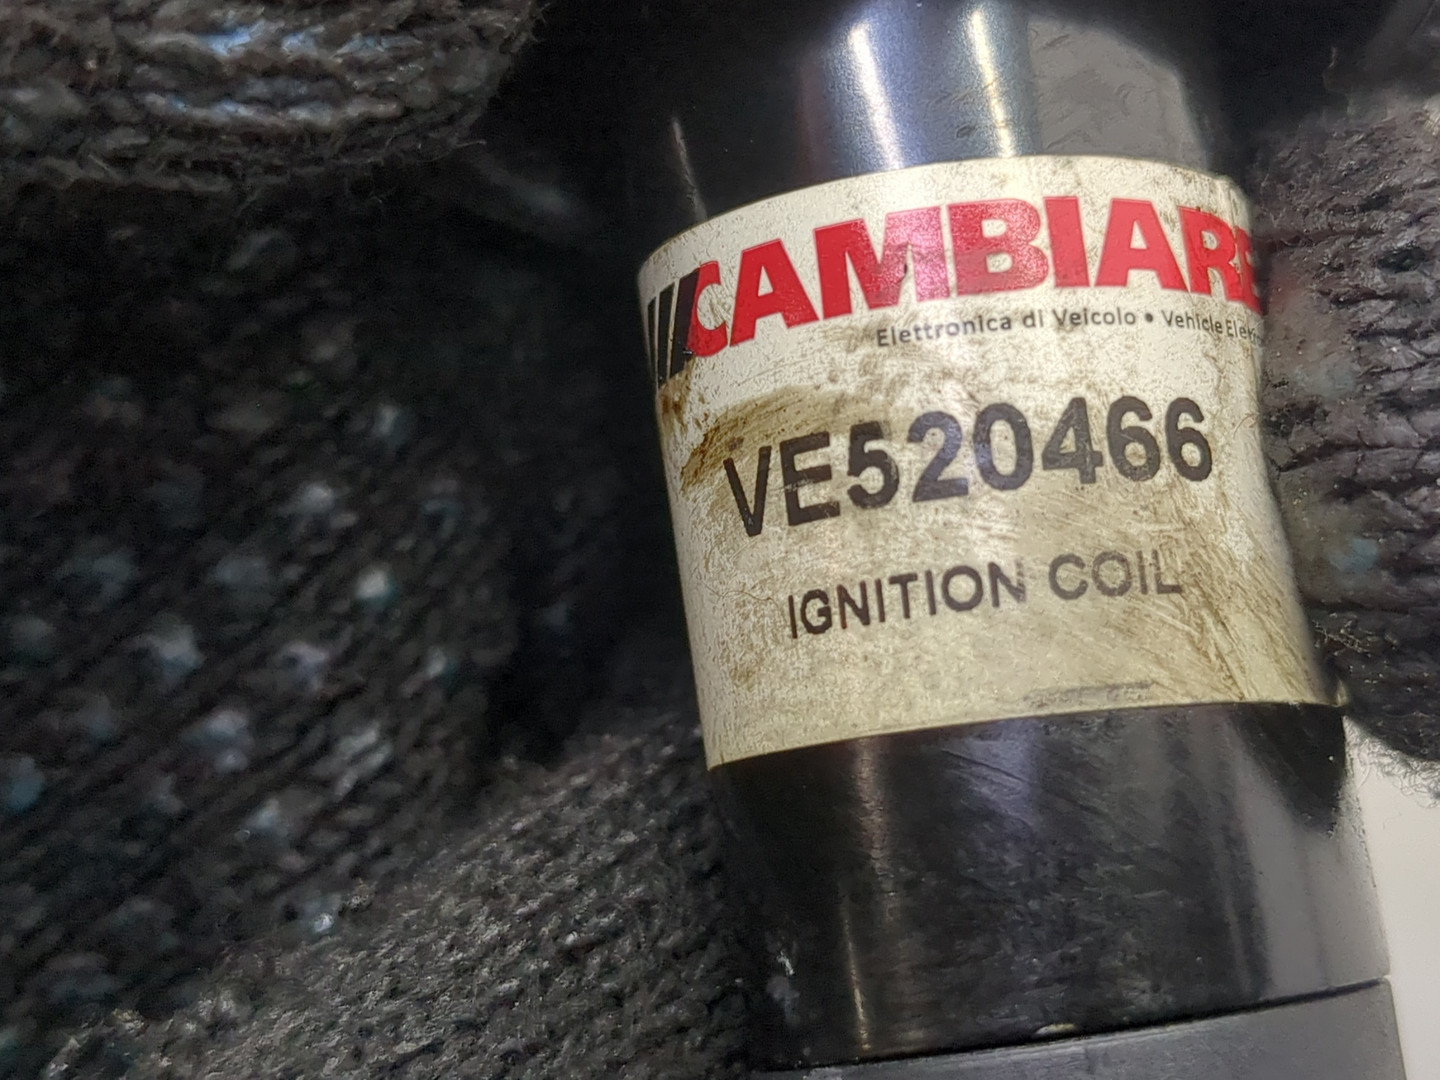 CAMBIARE
Elettronica di Veicolo • Vehicle
VE520466
IGNITION COIL